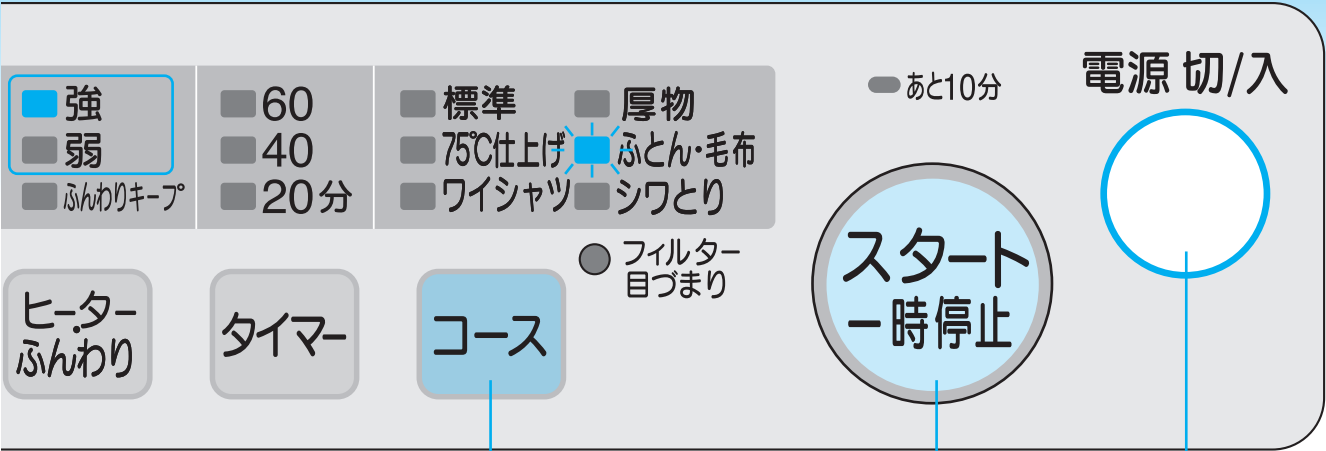 強
弱
ふんわりキープ
60
40
20分
標準
75℃仕上げ
ワイシャツ
厚物
ふとん・毛布
シワとり
あと10分
電源 切/入
フィルター
目づまり
ヒーター
ふんわり
タイマー
コース
スタート
一時停止